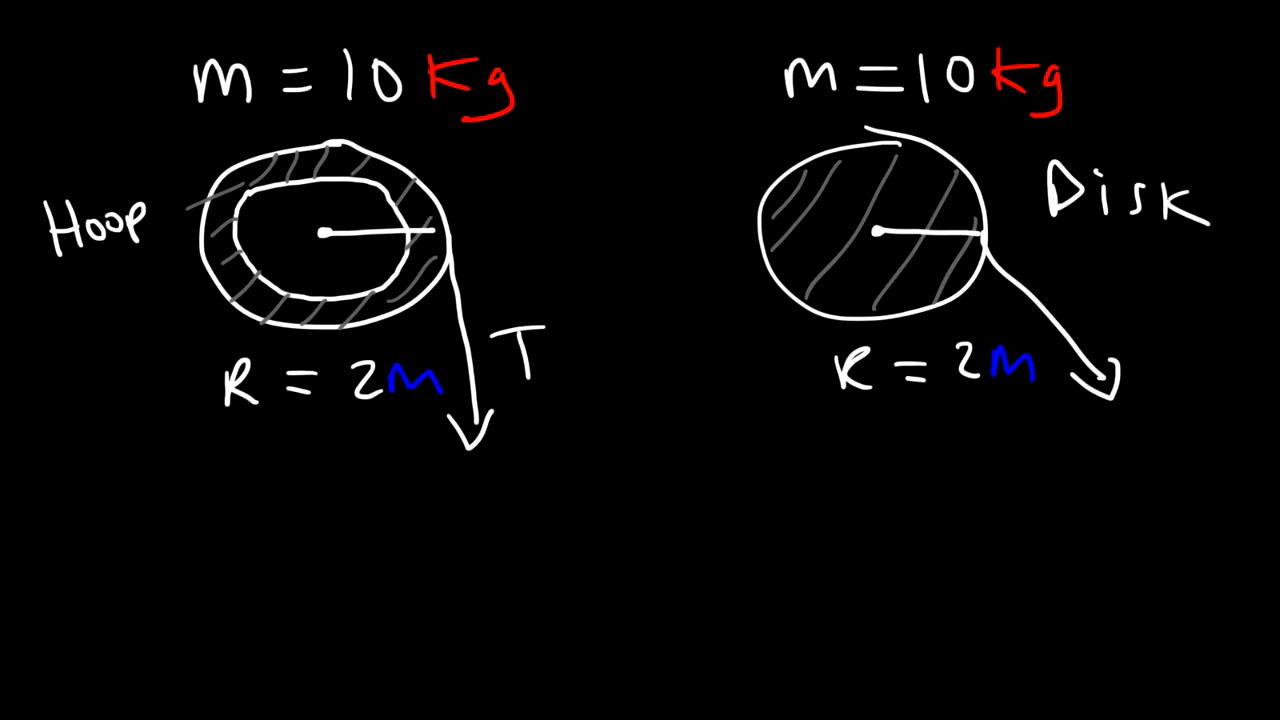 m = 10 Kg
Hoop
T
R = 2m
m = 10 kg
Disk
R = 2m